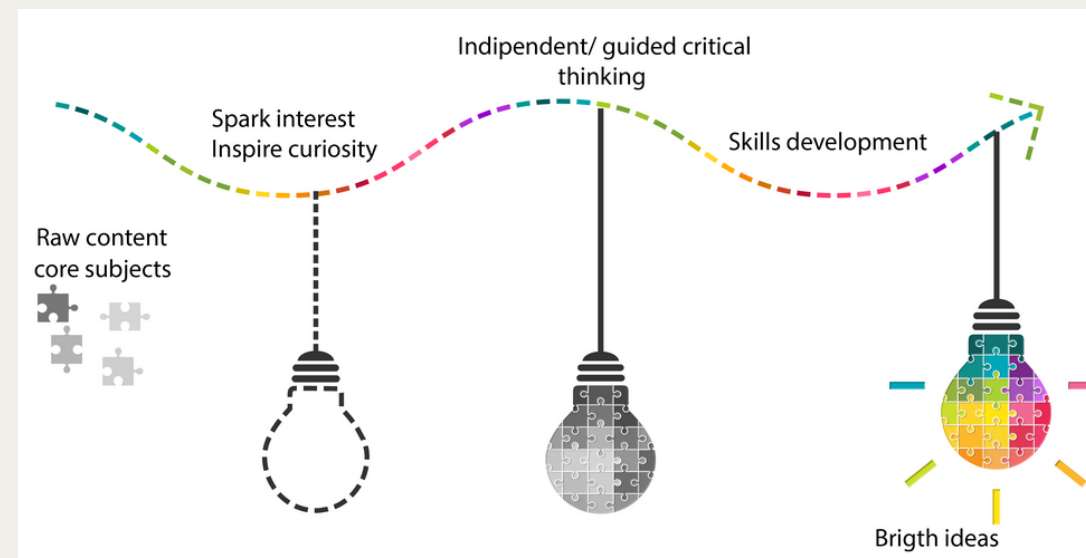 Raw content
core subjects
Spark interest
Inspire curiosity
Indipendent/ guided critical
thinking
Skills development
Brigth ideas